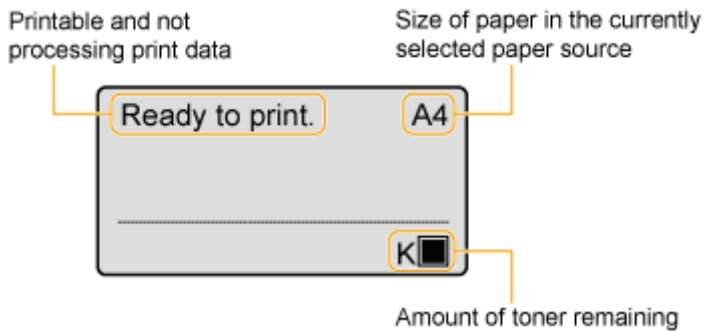 Printable and not
processing print data
Size of paper in the currently
selected paper source
Ready to print.
A4
K
Amount of toner remaining